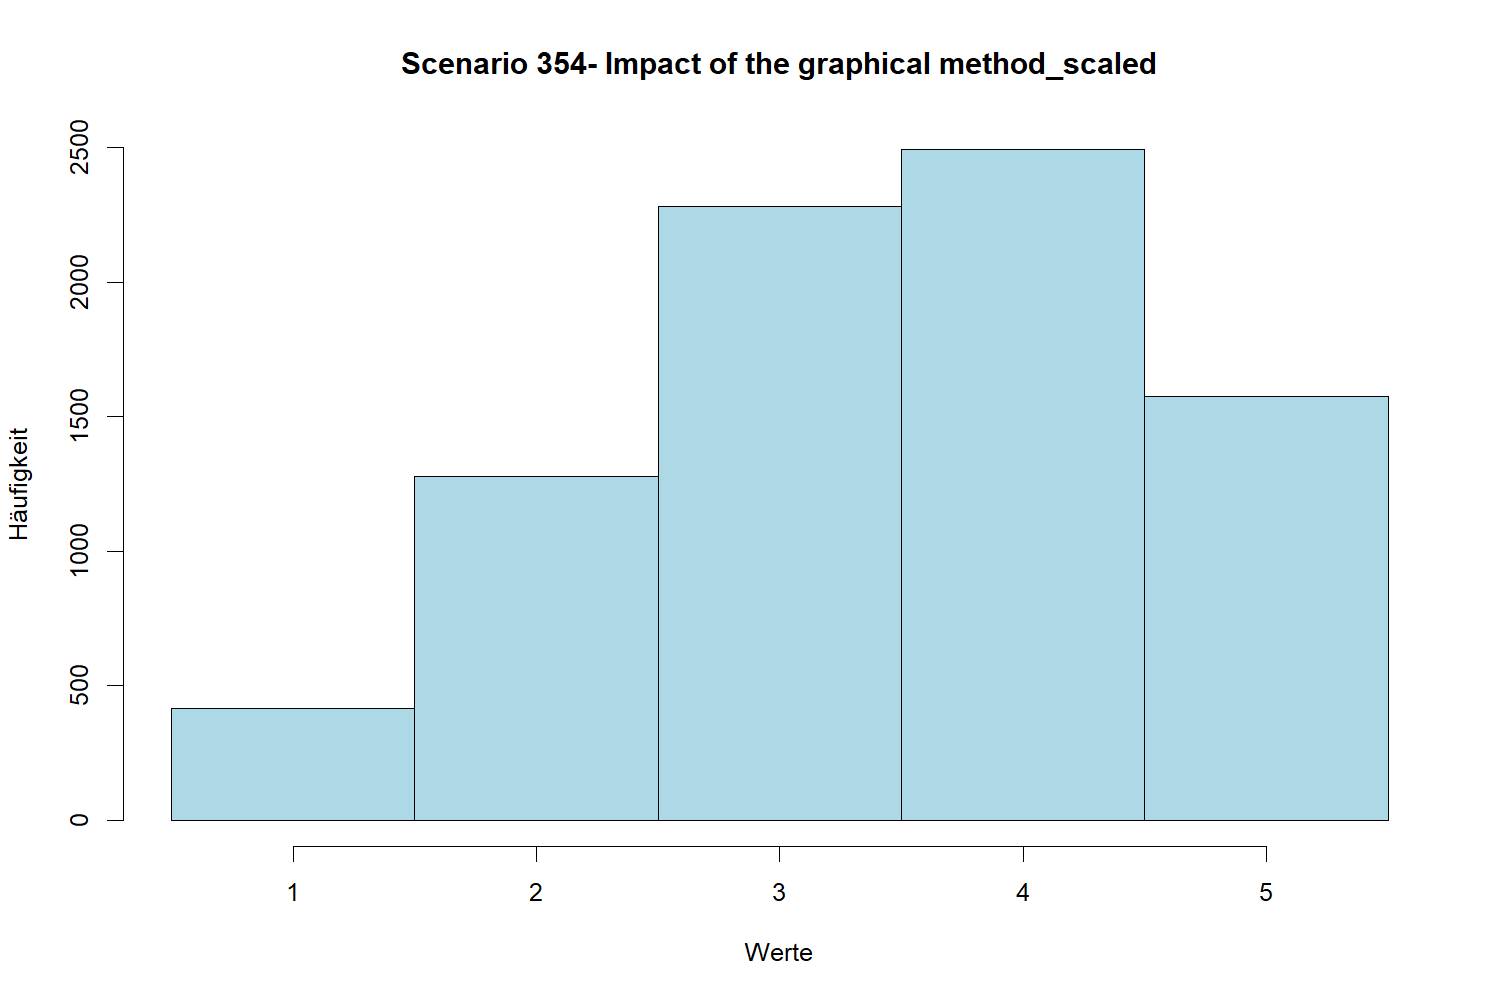 Scenario 354- Impact of the graphical method_scaled
Häufigkeit
2500
2000
1500
1000
500
0
1 2 3 4 5
Werte